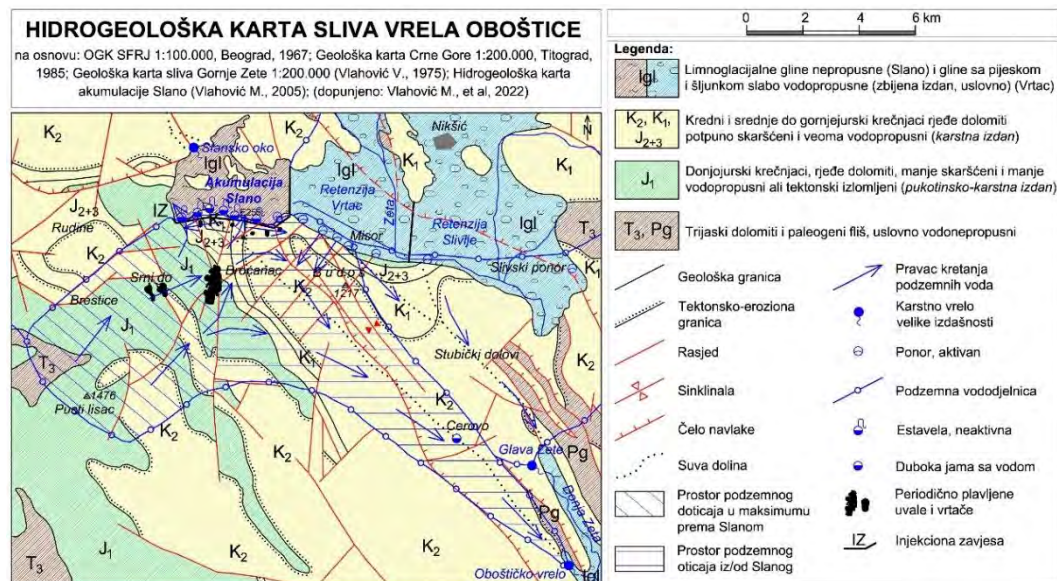 HIDROGEOLOŠKA KARTA SLIVA VRELA OBOŠTICE
na osnovu: OGK SFRJ 1:100.000, Beograd, 1967; Geološka karta Crne Gore 1:200.000, Titograd,
1985; Geološka karta sliva Gornje Zete 1:200.000 (Vlahović V., 1975); Hidrogeološka karta
akumulacije Slano (Vlahović M., 2005); (dopunjeno: Vlahović M., et al, 2022)
0 2 4 6 km
Legenda:
Igl
Limnoglacijalne gline nepropusne (Slano) i gline sa pijeskom
i šljunkom slabo vodopropusne (zbijena izdan, uslovno) (Vrtac)
K2, K1,
J2+3
Kredni i srednje do gornjejurski krečnjaci rjeđe dolomiti
potpuno skaršćeni i veoma vodopropusni (karstna izdan)
J1
Donjojurski krečnjaci, rjeđe dolomiti, manje skaršćeni i manje
vodopropusni ali tektonski izlomljeni (pukotinsko-karstna izdan)
T3, Pg
Trijaski dolomiti i paleogeni fliš, uslovno vodonepropusni
Geološka granica
Tektonsko-eroziona
granica
Rasjed
Sinklinala
Čelo navlake
Suva dolina
Prostor podzemnog
doticaja u maksimumu
prema Slanom
Prostor podzemnog
oticaja iz/od Slanog
Pravac kretanja
podzemnih voda
Karstno vrelo
velike izdašnosti
Ponor, aktivan
Podzemna vododjelnica
Estavela, neaktivna
Duboka jama sa vodom
Periodično plavljene
uvale i vrtače
IZ
Injekciona zavjesa
K2
K2
K2
Slansko oko
Igl
Akumulacija
Slano
Igl
Retenzija
Vrtac
Nikšić
K1
Zeta
Retenzija
Slivlje
Igl
K1
N
T3
J2+3
Rudine
IZ
J2+3
Misor
J2+3
Slivski ponor
K1
K2
J1
Srni do
Broćanac
Budoš
1217
K2
K1
Brestice
J1
T3
K1
Stubički dolovi
K2
1476
Pusti lisac
K2
K2
K2
Cerovo
Glava Zete
Pg
Pg
Donja Zeta
K2
K2
J1
T3
Obošticko vrelo
Igl